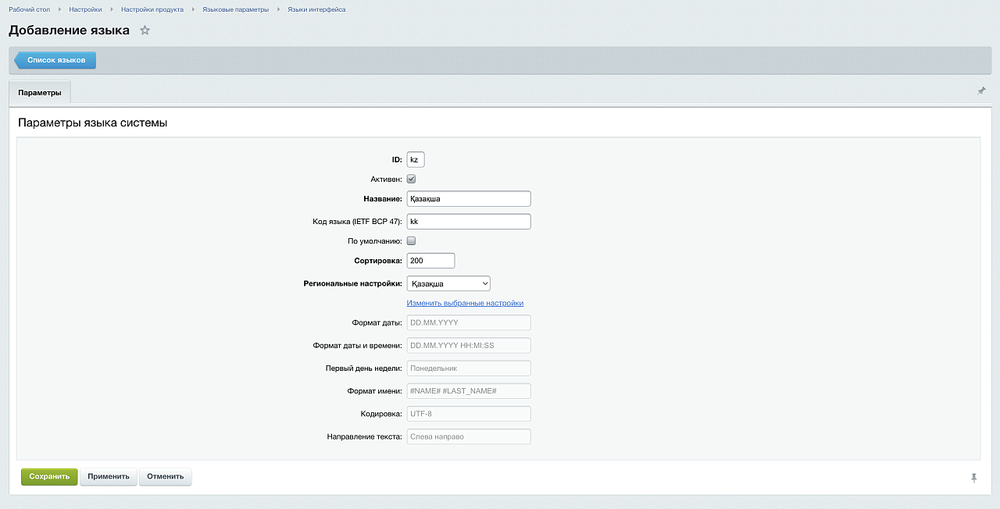 Рабочий стол Настройки Настройки продукта Языковые параметры Языки интерфейса
Добавление языка
Список языков
Параметры
Параметры языка системы
ID: kz
Активен:
Название: Қазақша
Код языка (IETF BCP 47): kk
По умолчанию:
Сортировка: 200
Региональные настройки: Қазақша
Изменить выбранные настройки
Формат даты: DD.MM.YYYY
Формат даты и времени: DD.MM.YYYY HH:MI:SS
Первый день недели: Понедельник
Формат имени: #NAME# #LAST_NAME#
Кодировка: UTF-8
Направление текста: Слева направо
Сохранить Применить Отменить